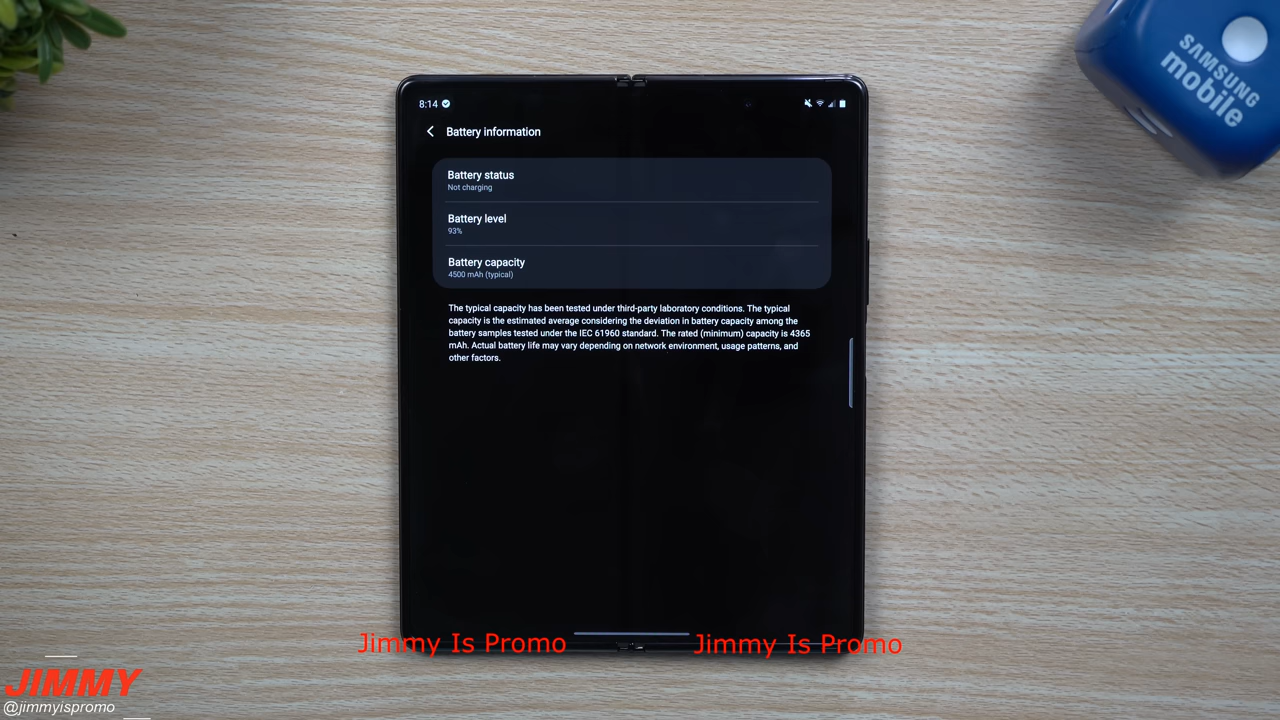 SAMSUNG
mobile
8:14
Battery information
Battery status
Not charging
Battery level
93%
Battery capacity
4500 mAh (typical)
The typical capacity has been tested under third-party laboratory conditions. The typical
capacity is the estimated average considering the deviation in battery capacity among the
battery samples tested under the IEC 61960 standard. The rated (minimum) capacity is 4365
mAh. Actual battery life may vary depending on network environment, usage patterns, and
other factors.
Jimmy Is Promo
Jimmy Is Promo
JIMMY
@jimmyispromo